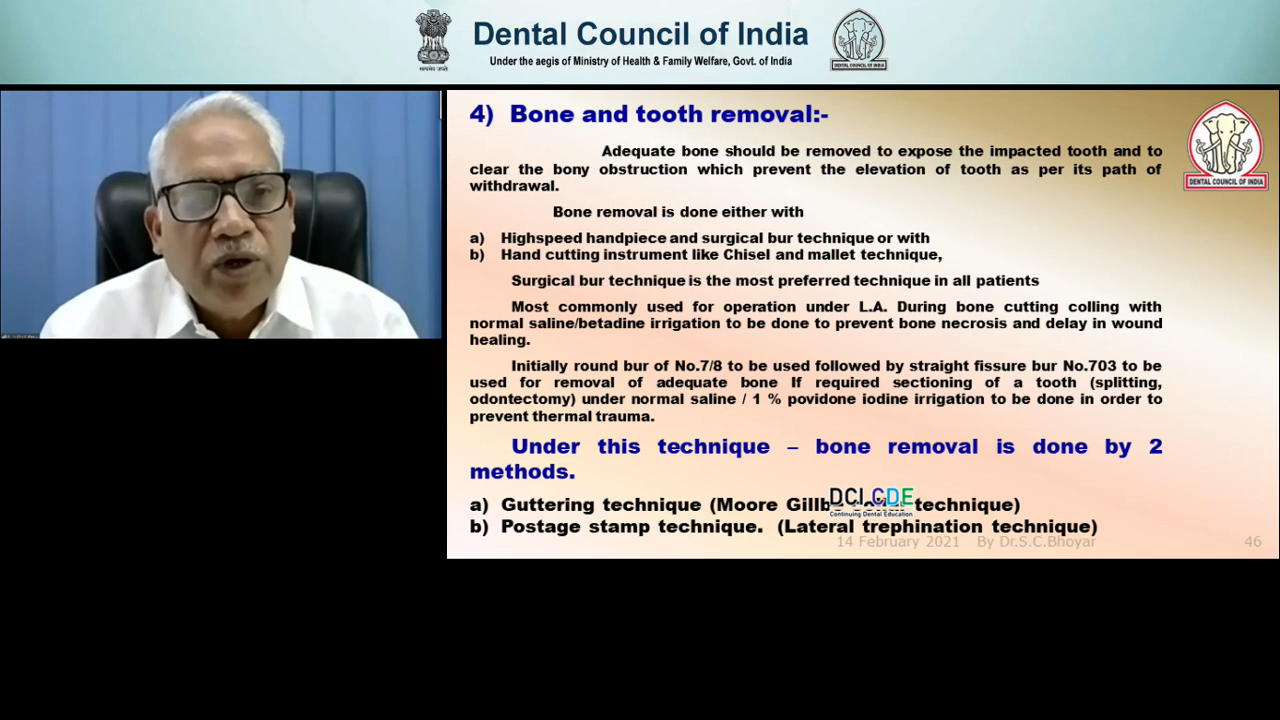 Dental Council of India
Under the aegis of Ministry of Health & Family Welfare, Govt. of India
सत्यमेव जयते
DENTAL COUNCIL OF INDIA
4) Bone and tooth removal:-
DENTAL COUNCIL OF INDIA
Adequate bone should be removed to expose the impacted tooth and to
clear the bony obstruction which prevent the elevation of tooth as per its path of
withdrawal.
Bone removal is done either with
a) Highspeed handpiece and surgical bur technique or with
b) Hand cutting instrument like Chisel and mallet technique,
Surgical bur technique is the most preferred technique in all patients
Most commonly used for operation under L.A. During bone cutting colling with
normal saline/betadine irrigation to be done to prevent bone necrosis and delay in wound
healing.
Initially round bur of No.7/8 to be used followed by straight fissure bur No.703 to be
used for removal of adequate bone If required sectioning of a tooth (splitting,
odontectomy) under normal saline / 1 % povidone iodine irrigation to be done in order to
prevent thermal trauma.
Under this technique – bone removal is done by 2
methods.
a) Guttering technique (Moore technique)
DCI CDE
Continuing Dental Education
b) Postage stamp technique. (Lateral trephination technique)
14 February 2021 By Dr.S.C.Bhoyar 46